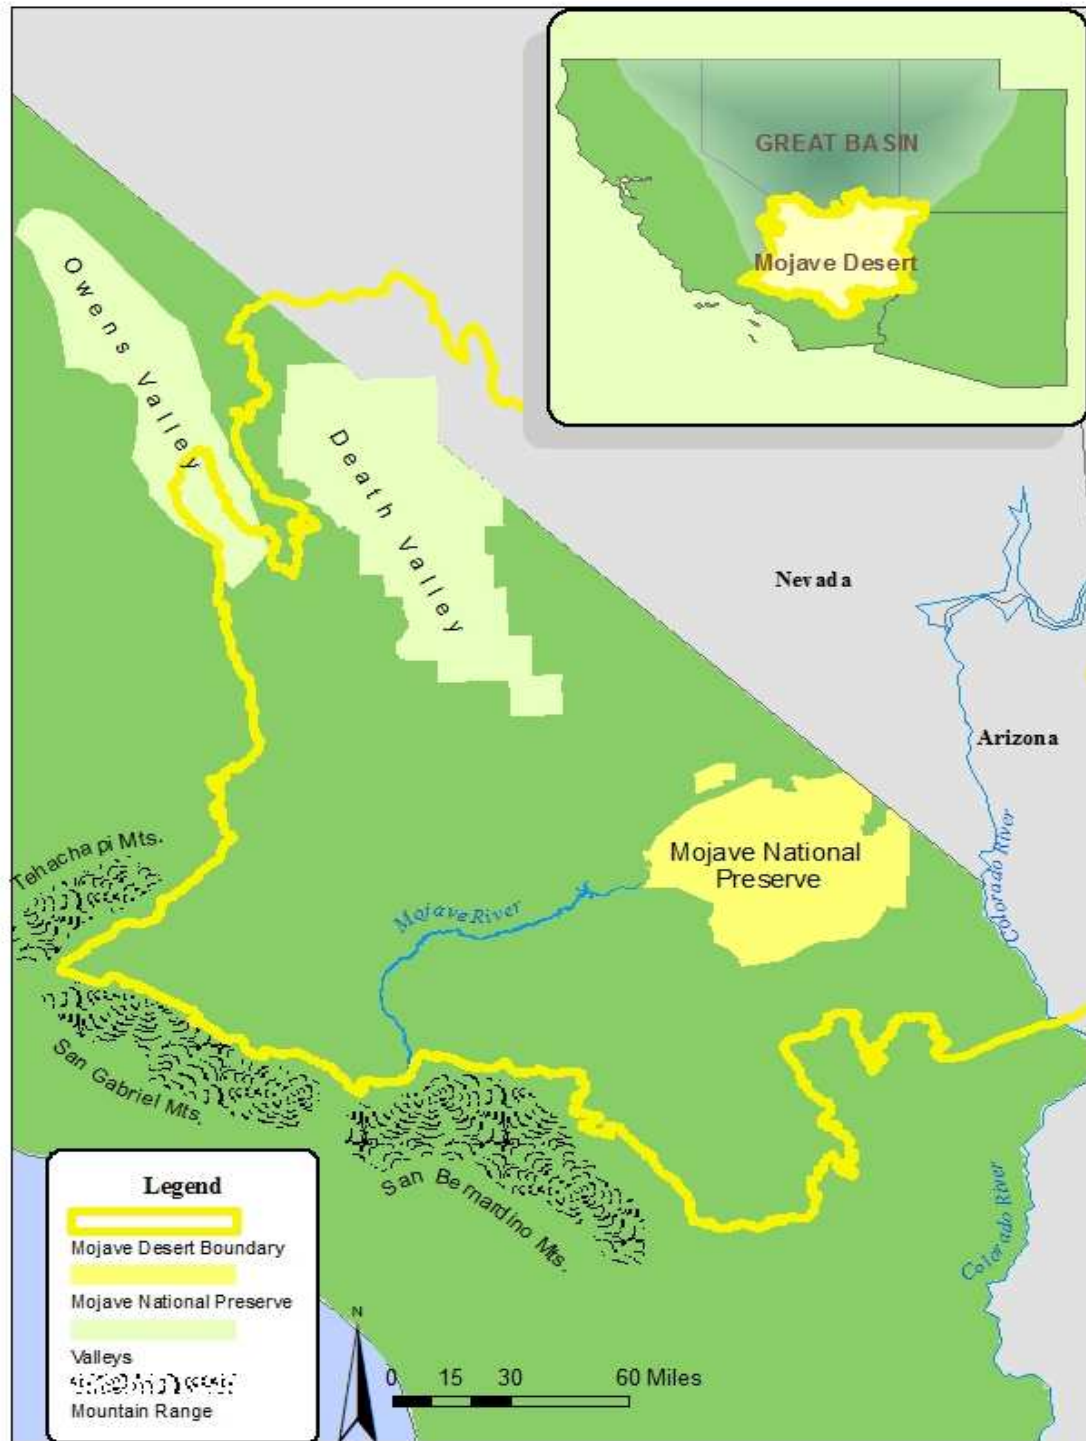 GREAT BASIN
Mojave Desert
Owens Valley
Death Valley
Nevada
Arizona
Colorado River
Mojave National
Preserve
Mojave River
Tehachapi Mts.
San Gabriel Mts.
San Bernardino Mts.
Colorado River
Legend
Mojave Desert Boundary
Mojave National Preserve
Valleys
Mountain Range
N
0 15 30 60 Miles